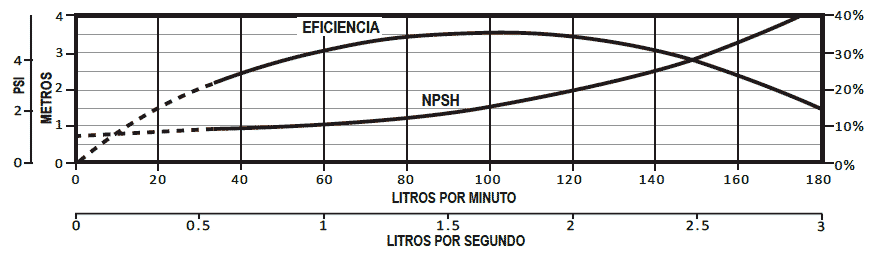 EFICIENCIA
NPSH
PSI
4
2
0
METROS
4
3
2
1
0
40%
30%
20%
10%
0%
0 20 40 60 80 100 120 140 160 180
LITROS POR MINUTO
0 0.5 1 1.5 2 2.5 3
LITROS POR SEGUNDO